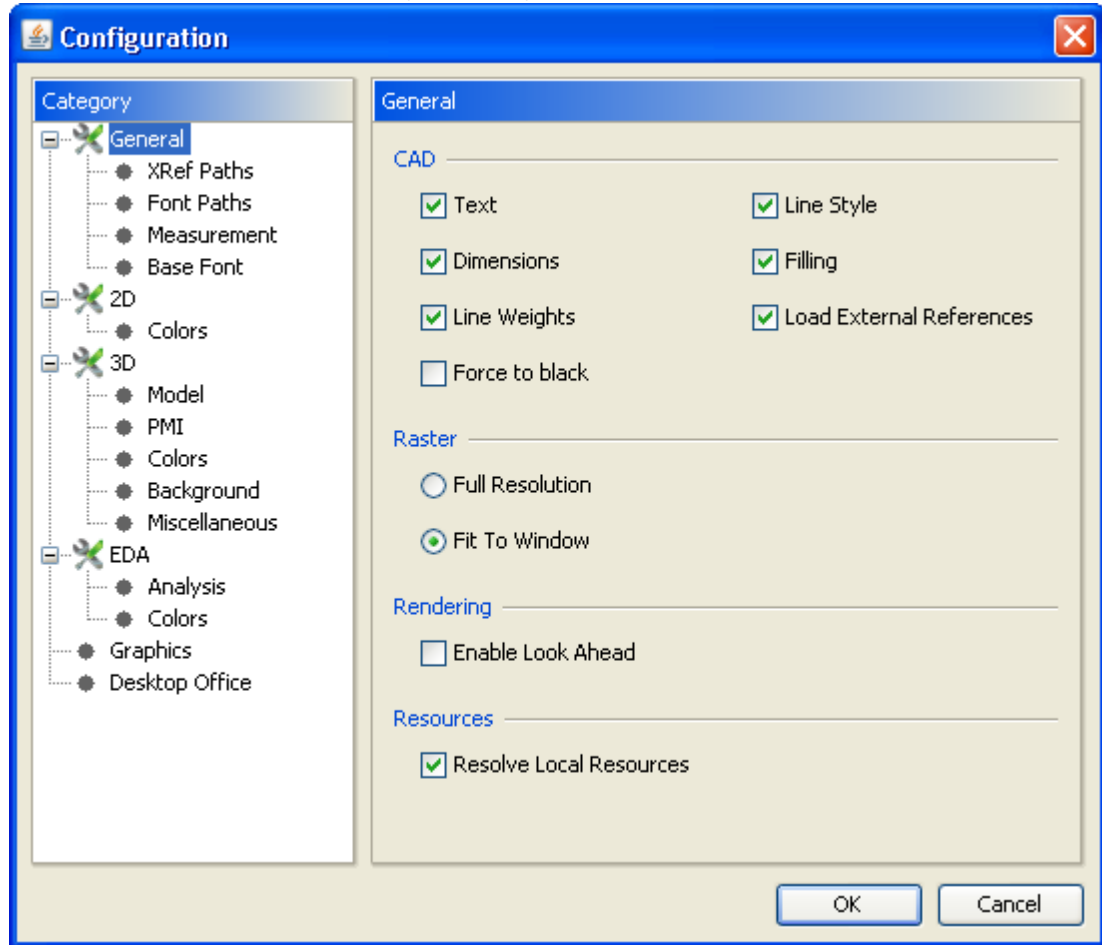 Configuration
Category
General
XRef Paths
Font Paths
Measurement
Base Font
2D
Colors
3D
Model
PMI
Colors
Background
Miscellaneous
EDA
Analysis
Colors
Graphics
Desktop Office
General
CAD
Text
Line Style
Dimensions
Filling
Line Weights
Load External References
Force to black
Raster
Full Resolution
Fit To Window
Rendering
Enable Look Ahead
Resources
Resolve Local Resources
OK
Cancel